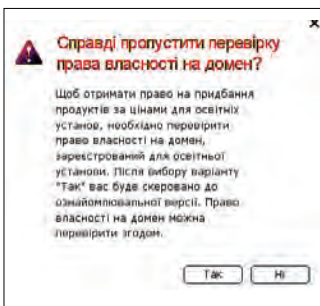 x
Справді пропустити перевірку
права власності на домен?
Щоб отримати право на придбання
продуктів за цінами для освітніх
установ, необхідно перевірити
право власності на домен,
зареєстрований для освітньої
установи. Після вибору варіанту
"Так" вас буде скеровано до
ознайомлювальної версії. Право
власності на домен можна
перевірити згодом.
Так Ні